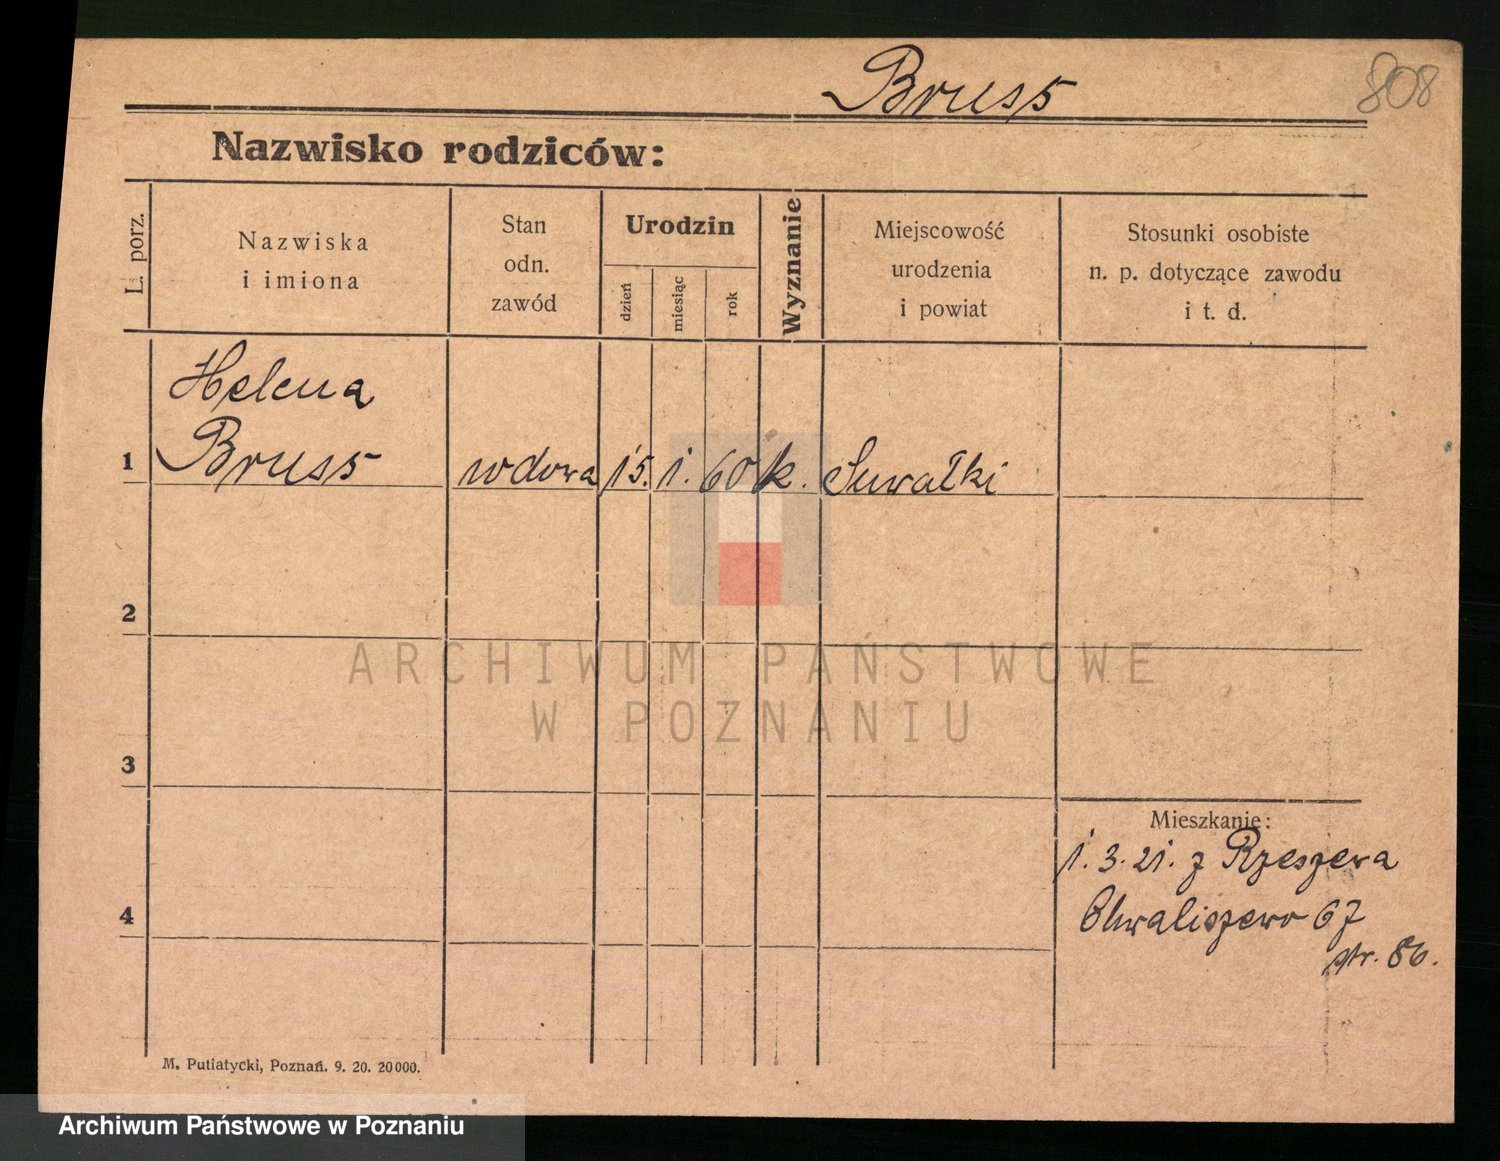 Bruss
808
Nazwisko rodziców:
L. porz.
Nazwiska
i imiona
Stan
odn.
zawód
Urodzin
dzień
miesiąc
rok
Wyznanie
Miejscowość
urodzenia
i powiat
Stosunki osobiste
n. p. dotyczące zawodu
i t. d.
1
Helena
Bruss
wdowa
15.
1.
60
k.
Suwałki
2
3
4
Mieszkanie:
1. 3. 21. z Rzeszewa
Chwaliszewo 67
str. 86.
M. Putiatycki, Poznań. 9. 20. 20000.
ARCHIWUM PAŃSTWOWE
W POZNANIU
Archiwum Państwowe w Poznaniu